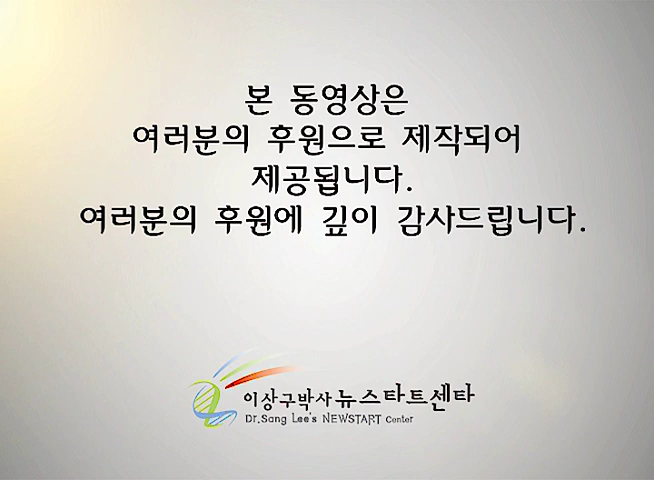 본 동영상은
여러분의 후원으로 제작되어
제공됩니다.
여러분의 후원에 깊이 감사드립니다.
이상구박사 뉴스타트센타
Dr.Sang Lee's NEWSTART Center